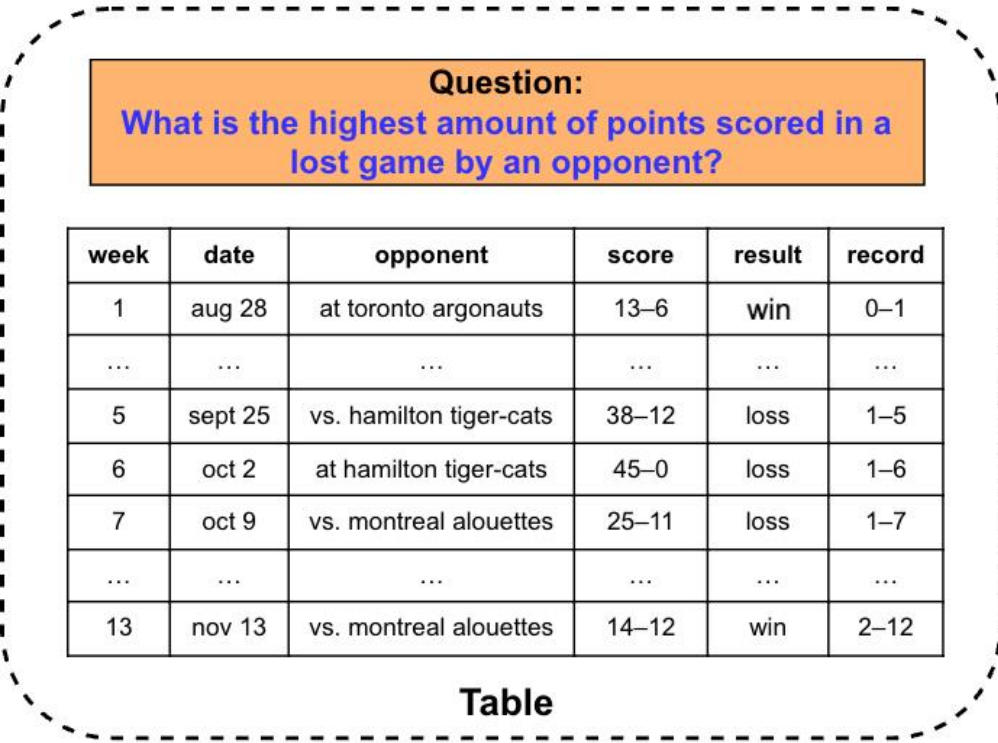 Question:
What is the highest amount of points scored in a
lost game by an opponent?
week date opponent score result record
1 aug 28 at toronto argonauts 13–6 win 0–1
... ... ... ... ... ...
5 sept 25 vs. hamilton tiger-cats 38–12 loss 1–5
6 oct 2 at hamilton tiger-cats 45–0 loss 1–6
7 oct 9 vs. montreal alouettes 25–11 loss 1–7
... ... ... ... ... ...
13 nov 13 vs. montreal alouettes 14–12 win 2–12
Table